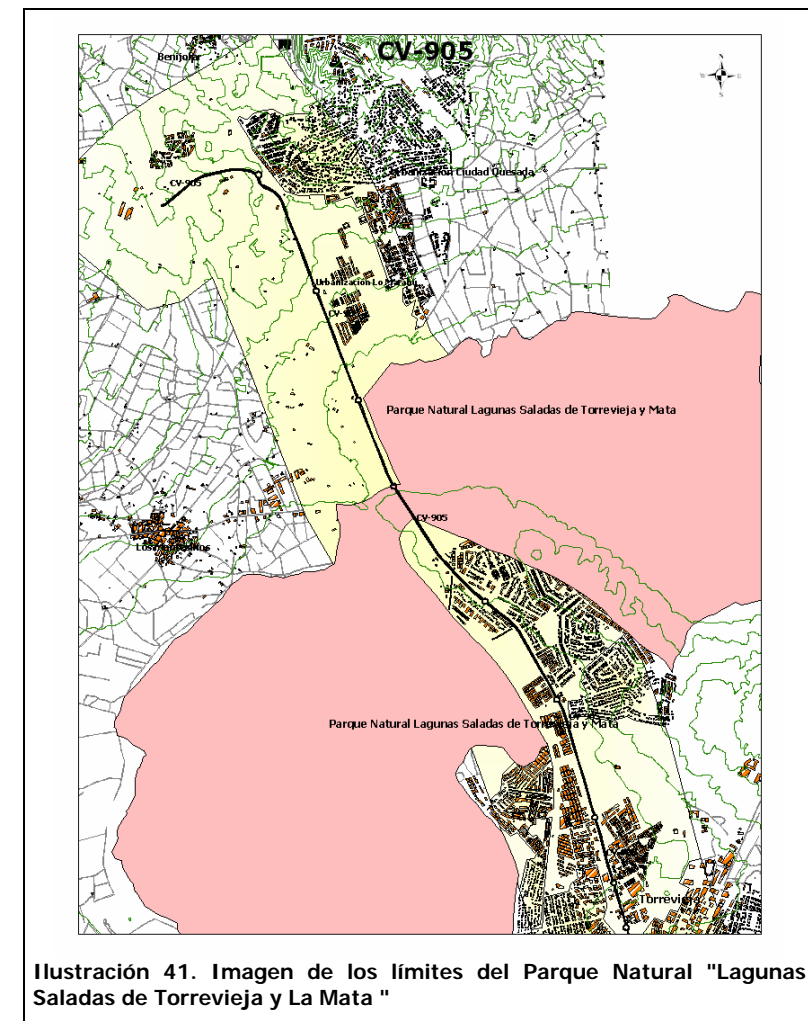 CV-905
Benijofar
N
W E
S
Urbanización Ciudad Quesada
CV-905
Parque Natural Lagunas Saladas de Torrevieja y Mata
CV-905
Parque Natural Lagunas Saladas de Torrevieja y Mata
Torrevieja
Ilustración 41. Imagen de los límites del Parque Natural "Lagunas
Saladas de Torrevieja y La Mata "